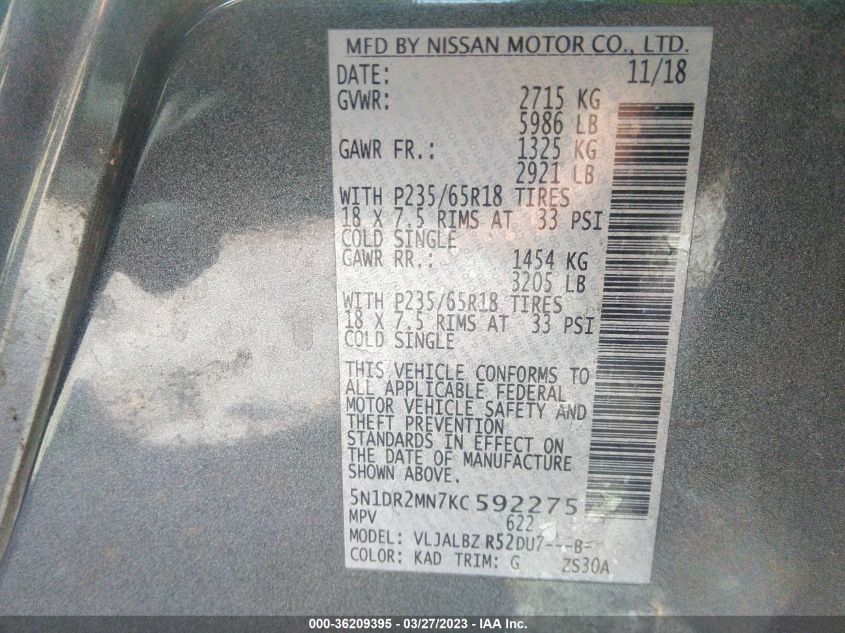 MFD BY NISSAN MOTOR CO., LTD.
DATE: 11/18
GVWR: 2715 KG
5986 LB
GAWR FR.: 1325 KG
2921 LB
WITH P235/65R18 TIRES
18 X 7.5 RIMS AT 33 PSI
COLD SINGLE
GAWR RR.: 1454 KG
3205 LB
WITH P235/65R18 TIRES
18 X 7.5 RIMS AT 33 PSI
COLD SINGLE
THIS VEHICLE CONFORMS TO
ALL APPLICABLE FEDERAL
MOTOR VEHICLE SAFETY AND
THEFT PREVENTION
STANDARDS IN EFFECT ON
THE DATE OF MANUFACTURE
SHOWN ABOVE.
5N1DR2MN7KC592275
MPV 622
MODEL: VLJALBZ R52DU7---B-
COLOR: KAD TRIM: G ZS30A
000-36209395 - 03/27/2023 - © IAA Inc.